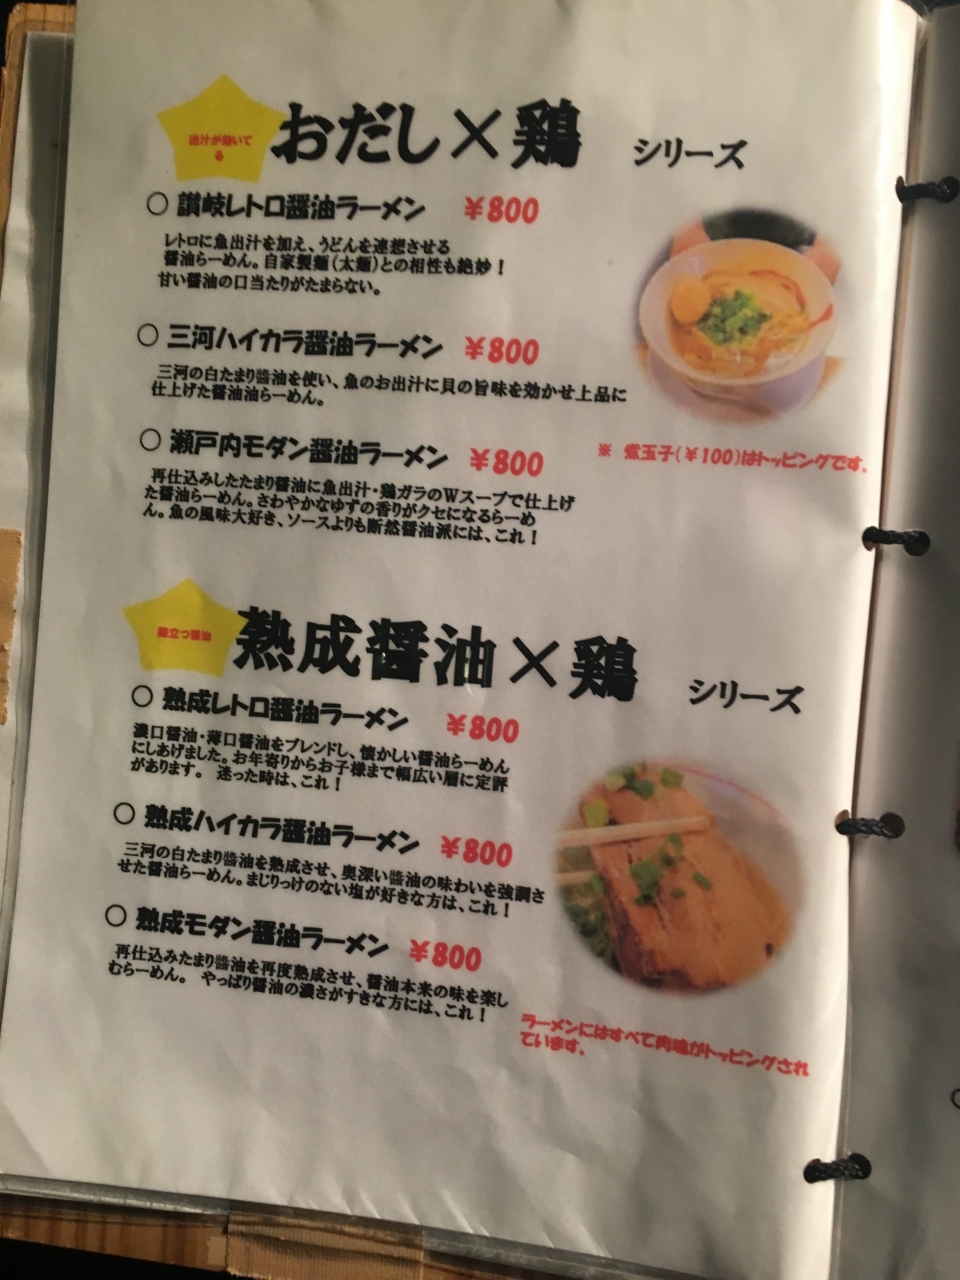 出汁が効いて
る
おだし×鶏 シリーズ
○ 讃岐レトロ醤油ラーメン ￥800
レトロに魚出汁を加え、うどんを連想させる
醤油らーめん。自家製麺(太麺)との相性も絶妙！
甘い醤油の口当たりがたまらない。
○ 三河ハイカラ醤油ラーメン ￥800
三河の白たまり醤油を使い、魚のお出汁に貝の旨味を効かせ上品に
仕上げた醤油油らーめん。
○ 瀬戸内モダン醤油ラーメン ￥800
※ 煮玉子(￥100)はトッピングです。
再仕込みしたたまり醤油に魚出汁・鶏ガラのWスープで仕上げ
た醤油らーめん。さわやかなゆずの香りがクセになるらーめ
ん。魚の風味大好き、ソースよりも断然醤油派には、これ！
立つ醤油
熟成醤油×鶏 シリーズ
○ 熟成レトロ醤油ラーメン ￥800
濃口醤油・薄口醤油をブレンドし、懐かしい醤油らーめん
にしあげました。お年寄りからお子様まで幅広い層に定評
があります。 迷った時は、これ！
○ 熟成ハイカラ醤油ラーメン ￥800
三河の白たまり醤油を熟成させ、奥深い醤油の味わいを強調さ
せた醤油らーめん。まじりっけのない塩が好きな方は、これ！
○ 熟成モダン醤油ラーメン ￥800
再仕込みたまり醤油を再度熟成させ、醤油本来の味を楽し
むらーめん。 やっぱり醤油の濃さがすきな方には、これ！
ラーメンにはすべて肉塊がトッピングされ
ています。